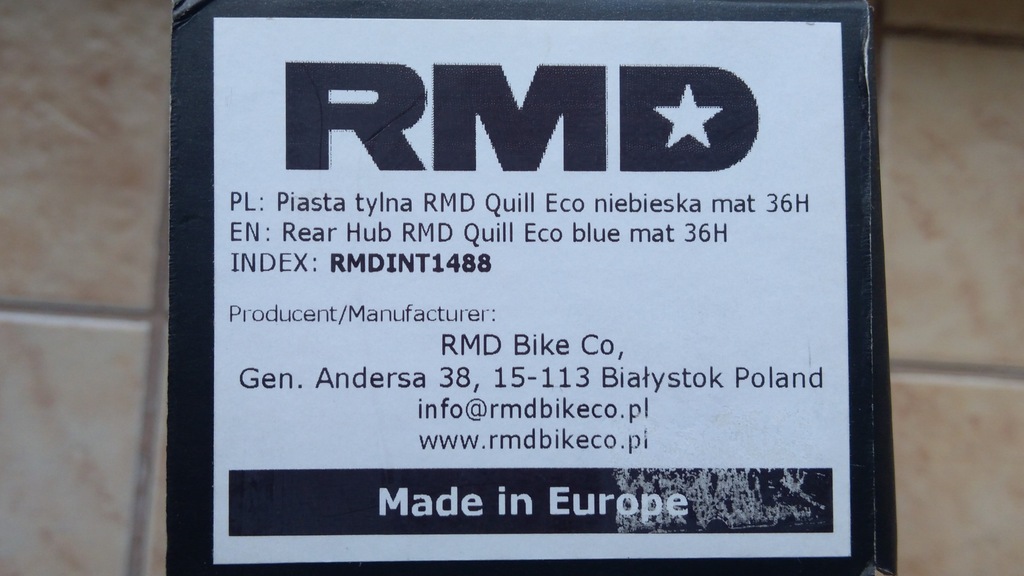 RMD
PL: Piasta tylna RMD Quill Eco niebieska mat 36H
EN: Rear Hub RMD Quill Eco blue mat 36H
INDEX: RMDINT1488
Producent/Manufacturer:
RMD Bike Co,
Gen. Andersa 38, 15-113 Białystok Poland
info@rmdbikeco.pl
www.rmdbikeco.pl
Made in Europe